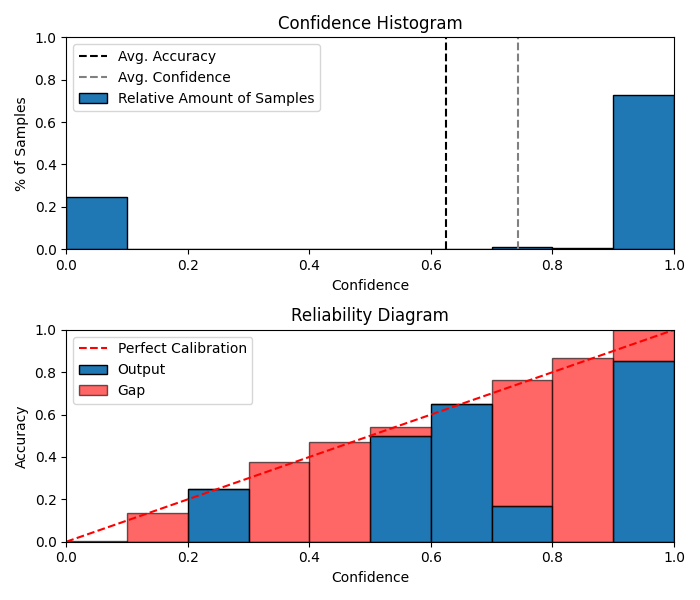 Confidence Histogram
1.0
0.8
0.6
0.4
0.2
0.0
% of Samples
Avg. Accuracy
Avg. Confidence
Relative Amount of Samples
0.0 0.2 0.4 0.6 0.8 1.0
Confidence
Reliability Diagram
1.0
0.8
0.6
0.4
0.2
0.0
Accuracy
Perfect Calibration
Output
Gap
0.0 0.2 0.4 0.6 0.8 1.0
Confidence